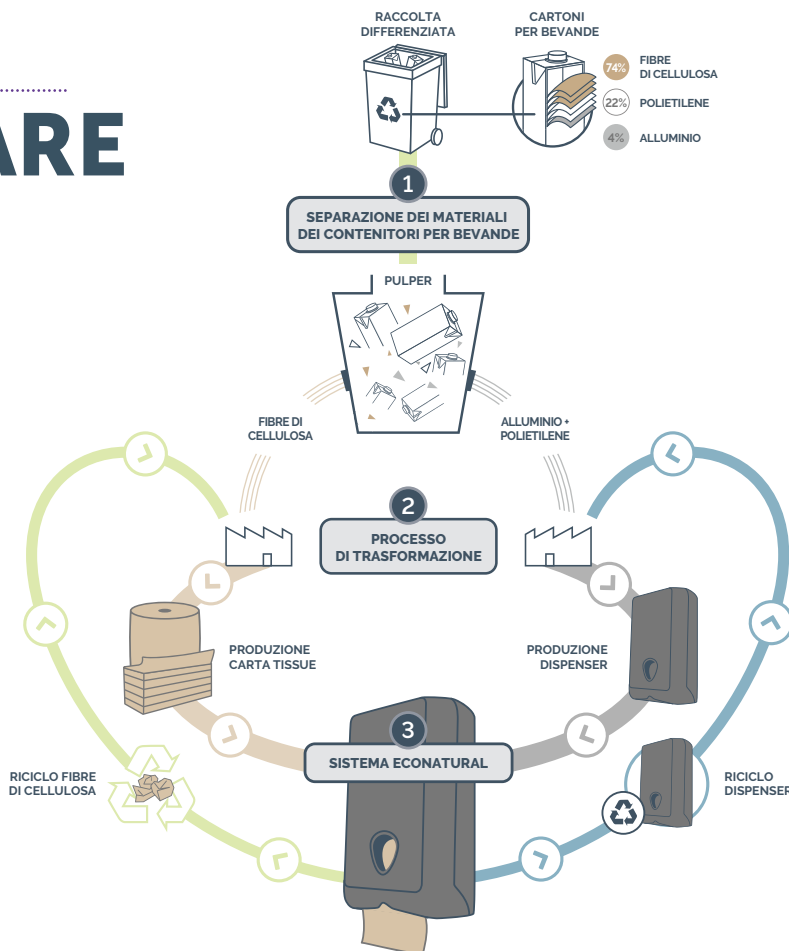 ARE
RACCOLTA
DIFFERENZIATA
CARTONI
PER BEVANDE
74%
FIBRE
DI CELLULOSA
22%
POLIETILENE
4%
ALLUMINIO
1
SEPARAZIONE DEI MATERIALI
DEI CONTENITORI PER BEVANDE
PULPER
FIBRE DI
CELLULOSA
ALLUMINIO +
POLIETILENE
2
PROCESSO
DI TRASFORMAZIONE
PRODUZIONE
CARTA TISSUE
PRODUZIONE
DISPENSER
3
SISTEMA ECONATURAL
RICICLO FIBRE
DI CELLULOSA
RICICLO
DISPENSER